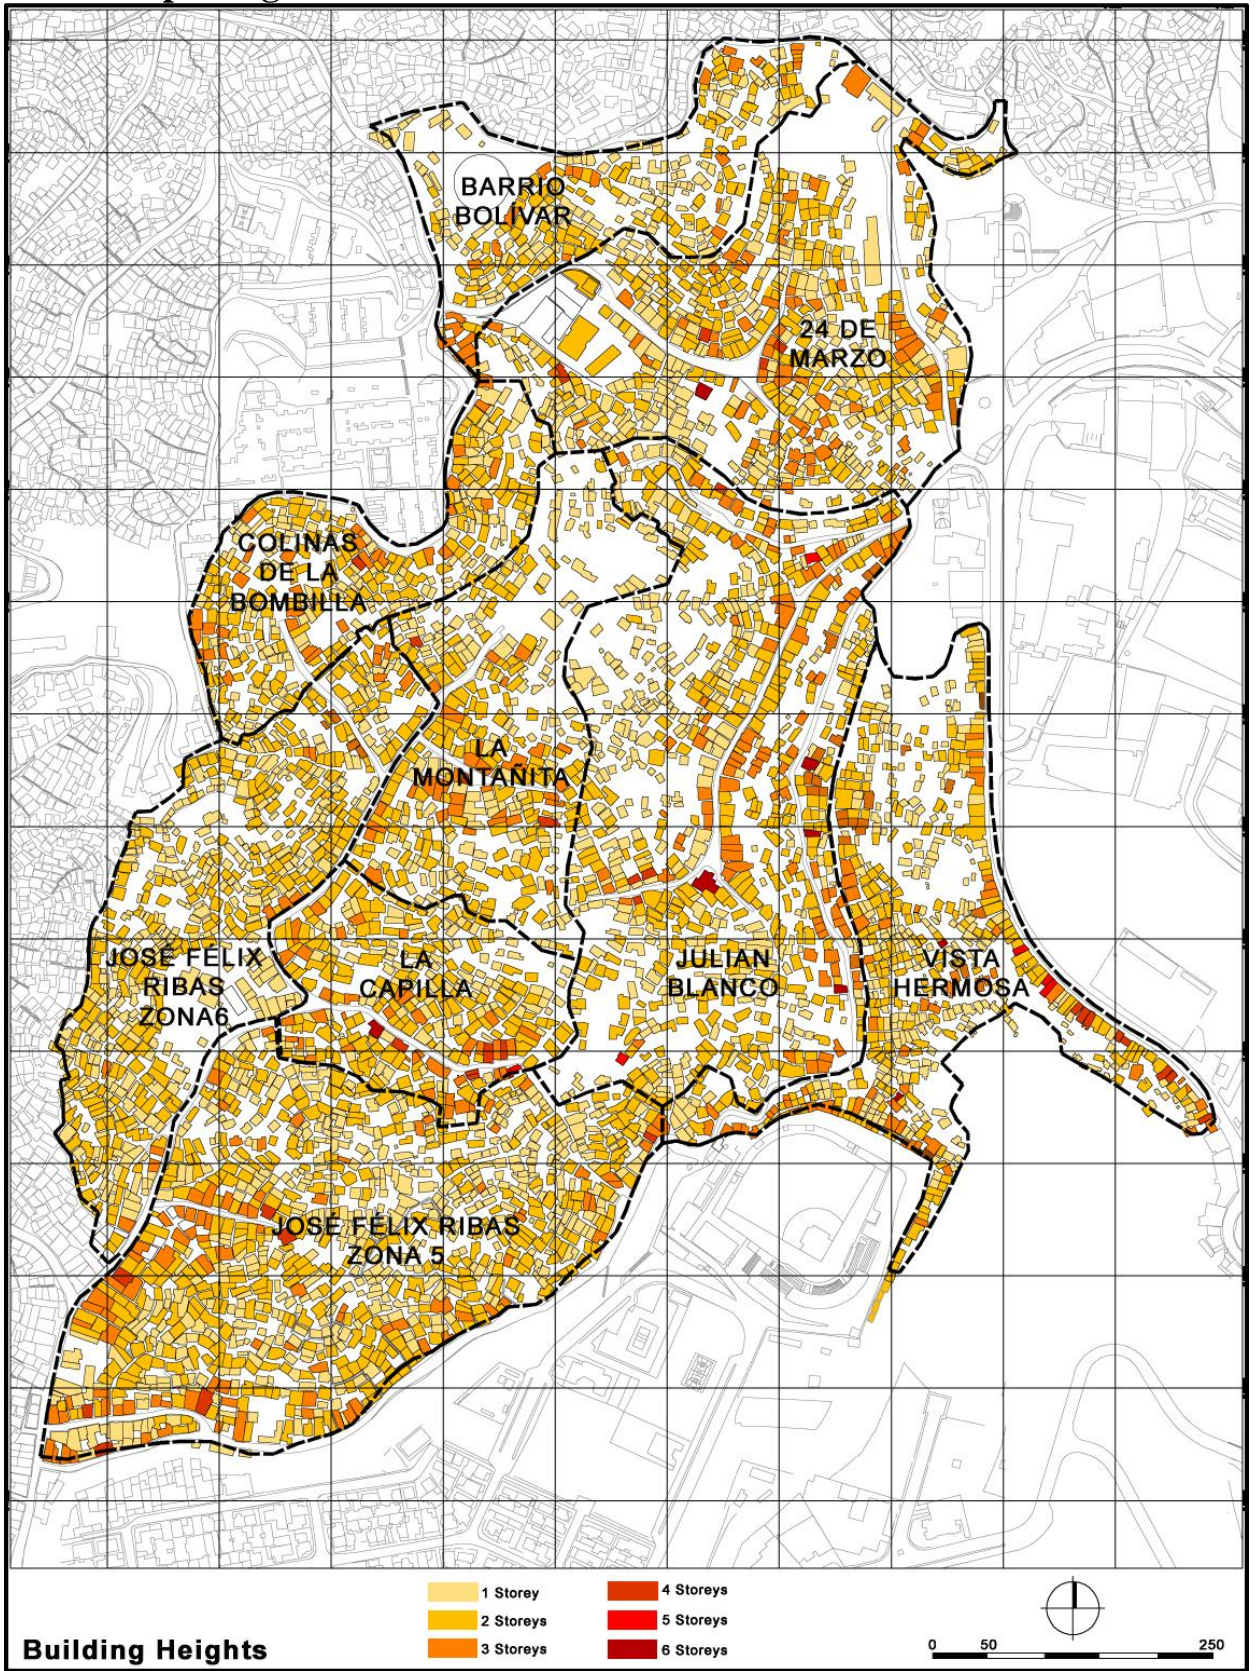 BARRIO
BOLÍVAR
24 DE
MARZO
COLINAS
DE LA
BOMBILLA
LA
MONTAÑITA
JOSÉ FÉLIX
RIBAS
ZONA6
LA
CAPILLA
JULIAN
BLANCO
VISTA
HERMOSA
JOSÉ FÉLIX RIBAS
ZONA 5
1 Storey
2 Storeys
3 Storeys
4 Storeys
5 Storeys
6 Storeys
Building Heights
0 50 250